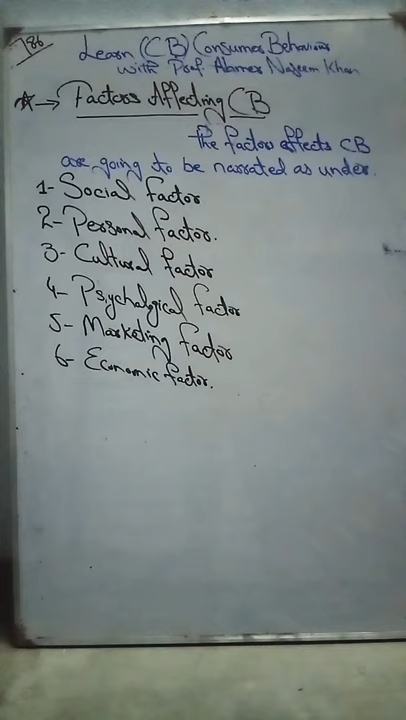 786
Learn (CB) Consumer Behaviour
with Prof. Ahmer Najeem Khan
☆→ Factors Affecting CB
The factor affects CB
are going to be narrated as under.
1- Social factor
2- Personal factor.
3- Cultural factor
4- Psychological factor
5- Marketing factor
6- Economic factor.